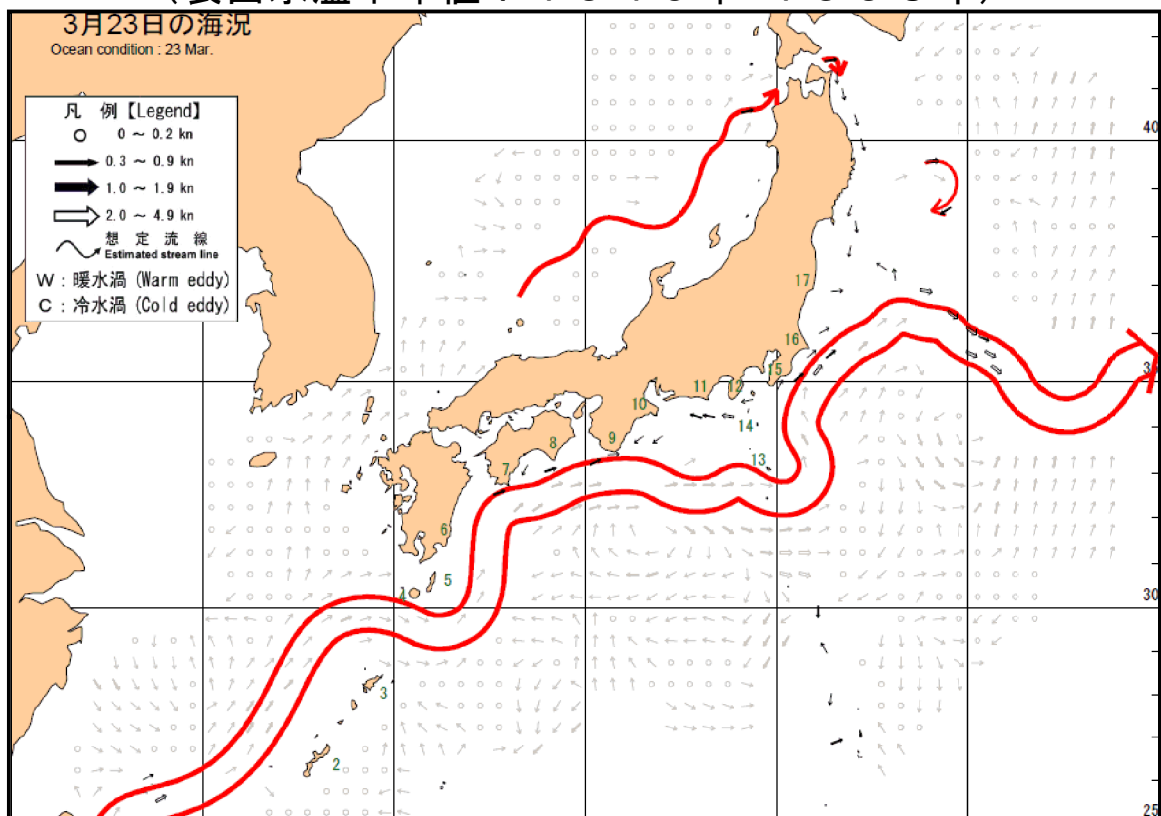 3月23日の海況
Ocean condition : 23 Mar.
凡 例【Legend】
0 ～ 0.2 kn
0.3 ～ 0.9 kn
1.0 ～ 1.9 kn
2.0 ～ 4.9 kn
想 定 流 線
Estimated stream line
W : 暖水渦 (Warm eddy)
C : 冷水渦 (Cold eddy)
40
17
16
15
35
12
11
10
14
9
8
13
7
6
5
4
30
3
2
25